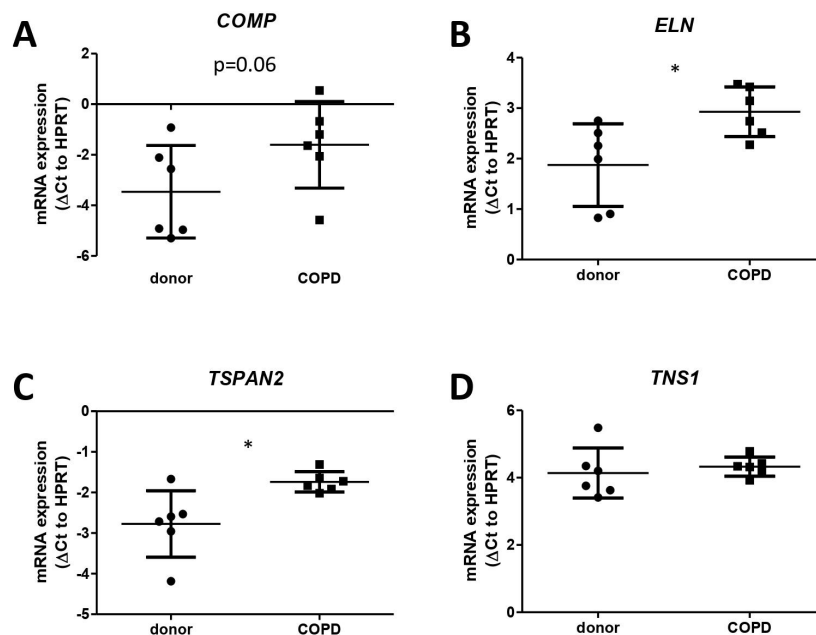 A
COMP
p=0.06
mRNA expression
(ΔCt to HPRT)
2
0
-2
-4
-6
donor
COPD
B
ELN
*
mRNA expression
(ΔCt to HPRT)
4
3
2
1
0
donor
COPD
C
TSPAN2
*
mRNA expression
(ΔCt to HPRT)
0
-1
-2
-3
-4
-5
donor
COPD
D
TNS1
mRNA expression
(ΔCt to HPRT)
6
4
2
0
donor
COPD